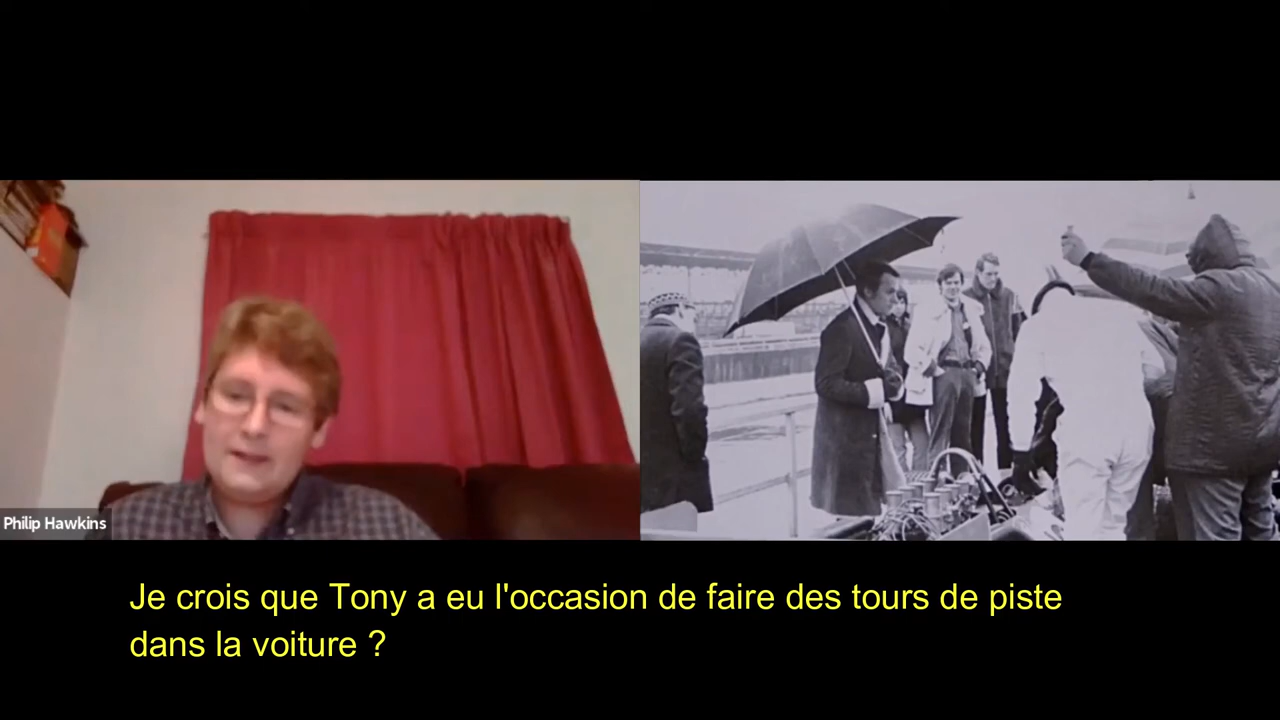 Philip Hawkins
Je crois que Tony a eu l'occasion de faire des tours de piste
dans la voiture ?